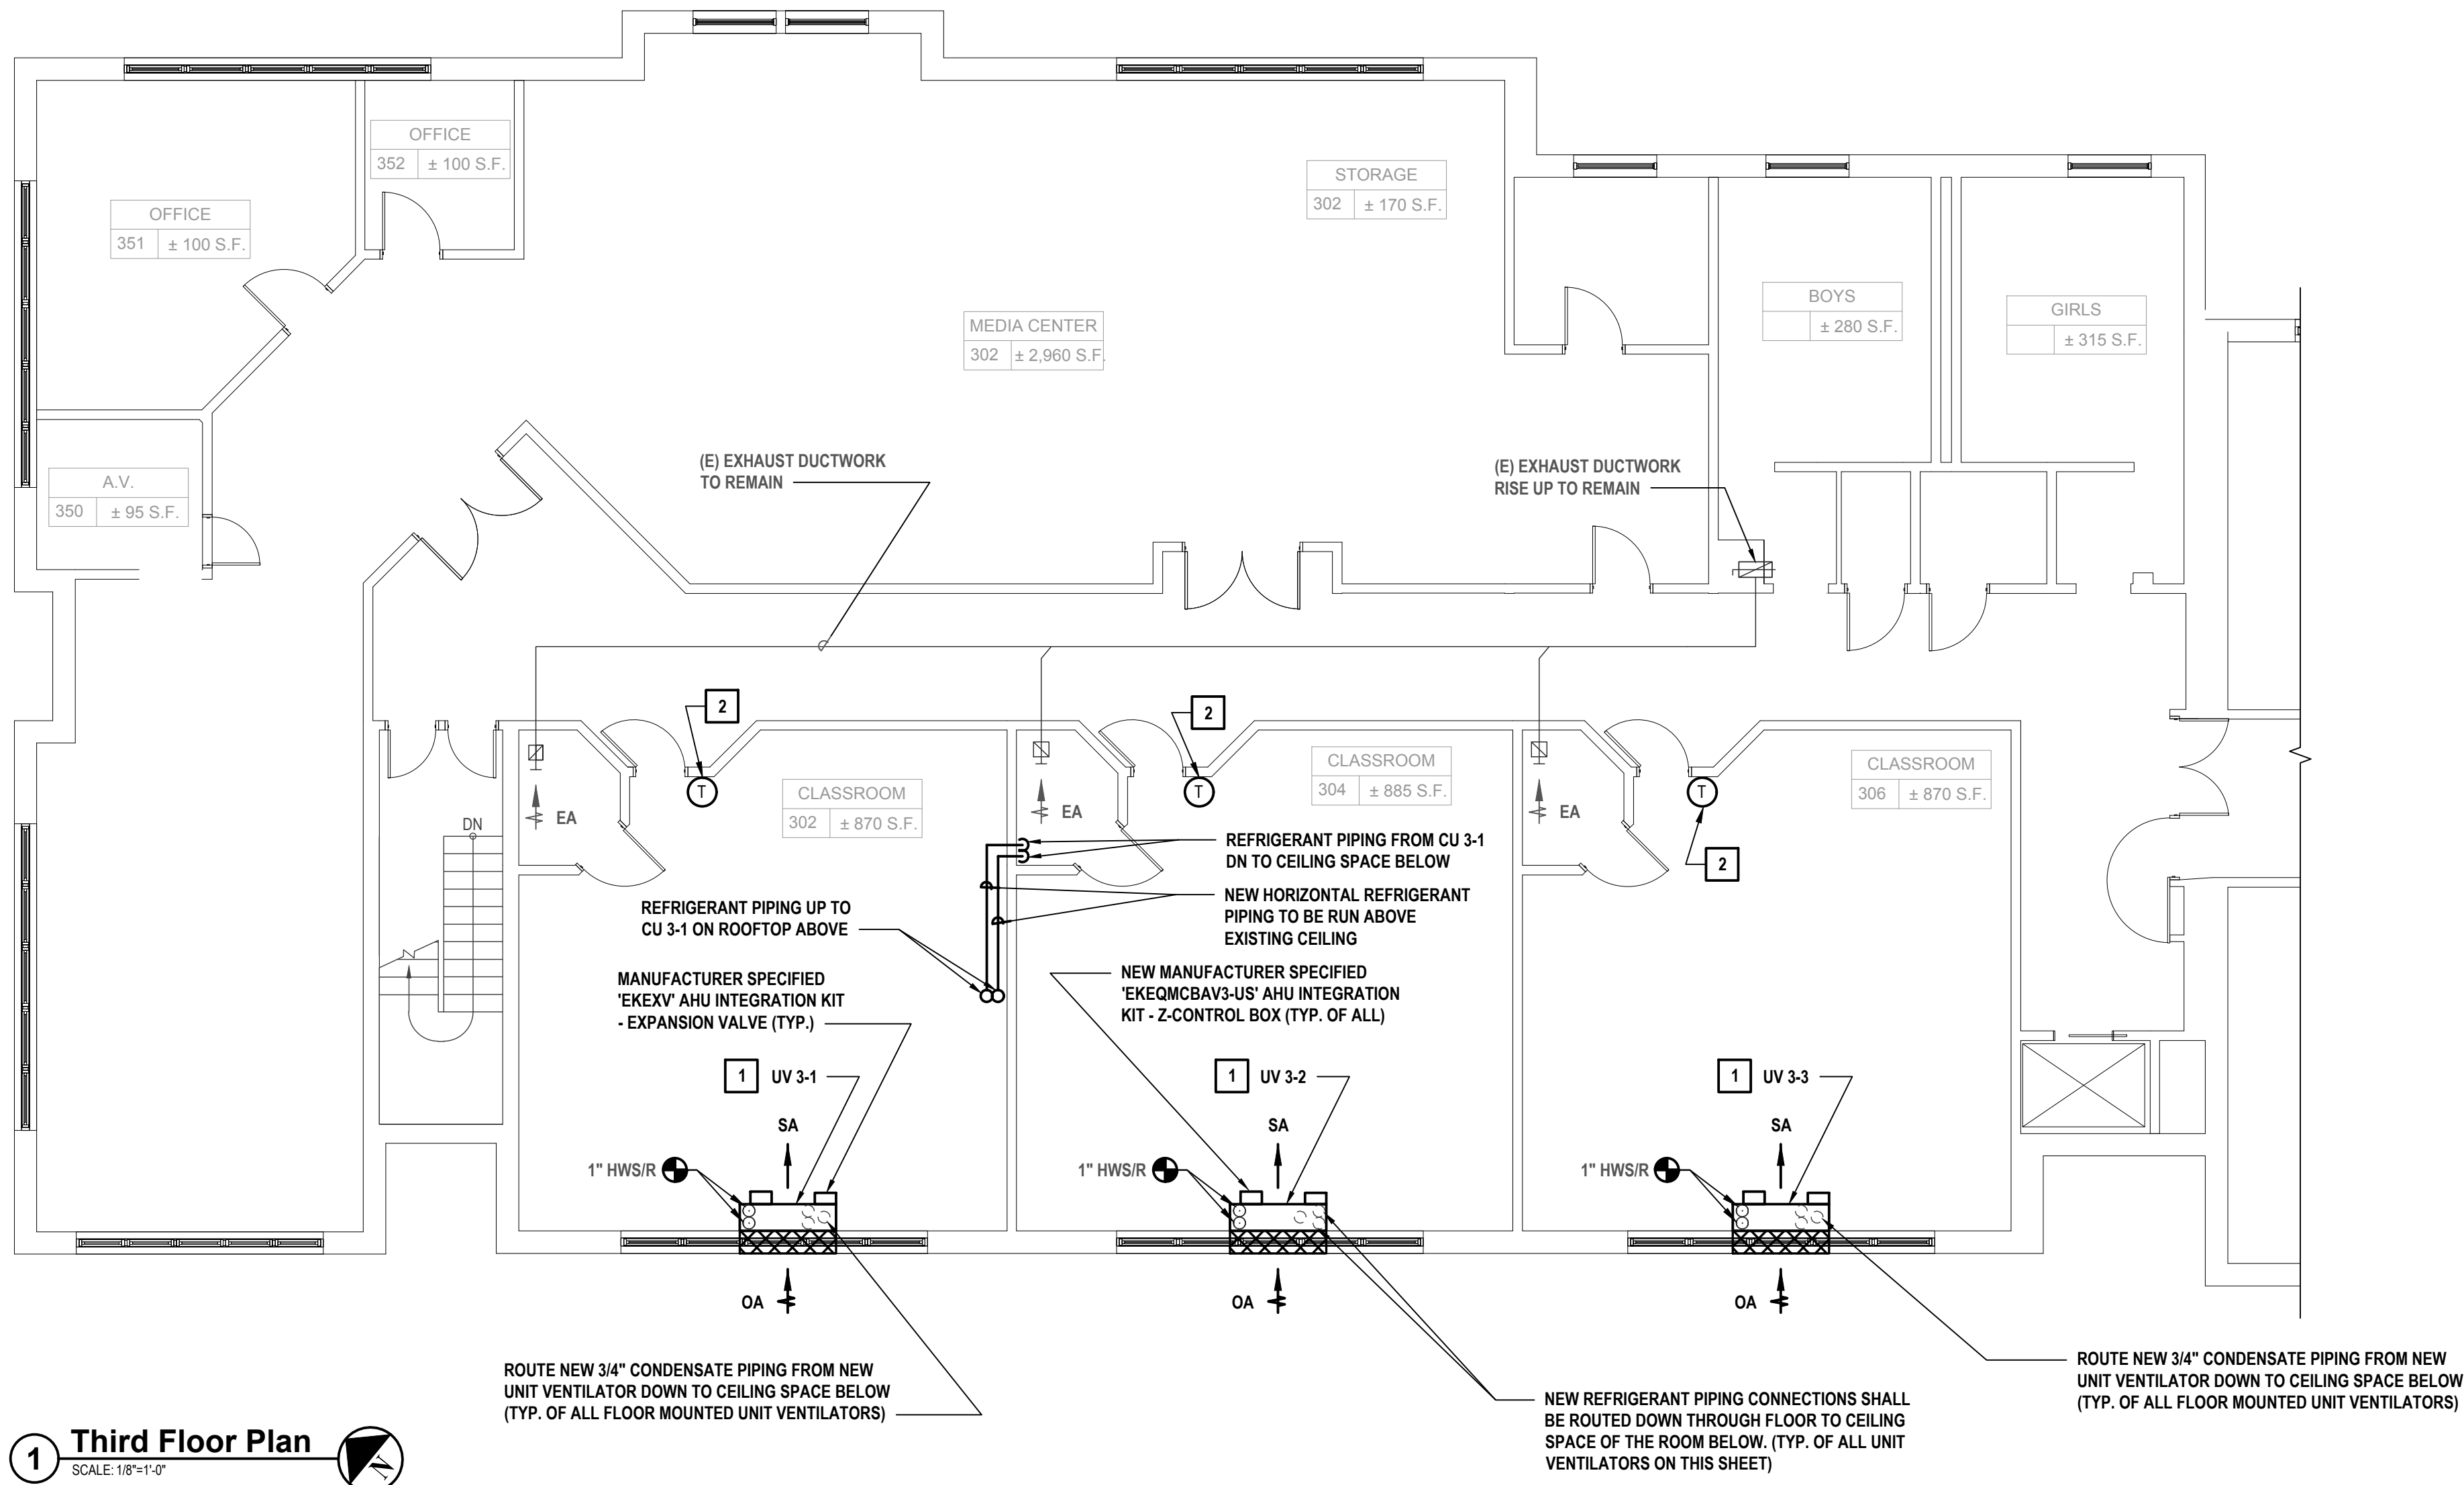 OFFICE
352 ± 100 S.F.
OFFICE
351 ± 100 S.F.
STORAGE
302 ± 170 S.F.
BOYS
± 280 S.F.
GIRLS
± 315 S.F.
MEDIA CENTER
302 ± 2,960 S.F.
A.V.
350 ± 95 S.F.
(E) EXHAUST DUCTWORK
TO REMAIN
(E) EXHAUST DUCTWORK
RISE UP TO REMAIN
2
2
2
T
T
T
EA
EA
EA
DN
CLASSROOM
302 ± 870 S.F.
CLASSROOM
304 ± 885 S.F.
CLASSROOM
306 ± 870 S.F.
REFRIGERANT PIPING FROM CU 3-1
DN TO CEILING SPACE BELOW
NEW HORIZONTAL REFRIGERANT
PIPING TO BE RUN ABOVE
EXISTING CEILING
REFRIGERANT PIPING UP TO
CU 3-1 ON ROOFTOP ABOVE
MANUFACTURER SPECIFIED
'EKEXV' AHU INTEGRATION KIT
- EXPANSION VALVE (TYP.)
NEW MANUFACTURER SPECIFIED
'EKEQMCBAV3-US' AHU INTEGRATION
KIT - Z-CONTROL BOX (TYP. OF ALL)
1 UV 3-1
1 UV 3-2
1 UV 3-3
SA
SA
SA
1" HWS/R
1" HWS/R
1" HWS/R
OA
OA
OA
ROUTE NEW 3/4" CONDENSATE PIPING FROM NEW
UNIT VENTILATOR DOWN TO CEILING SPACE BELOW
(TYP. OF ALL FLOOR MOUNTED UNIT VENTILATORS)
NEW REFRIGERANT PIPING CONNECTIONS SHALL
BE ROUTED DOWN THROUGH FLOOR TO CEILING
SPACE OF THE ROOM BELOW. (TYP. OF ALL UNIT
VENTILATORS ON THIS SHEET)
ROUTE NEW 3/4" CONDENSATE PIPING FROM NEW
UNIT VENTILATOR DOWN TO CEILING SPACE BELOW
(TYP. OF ALL FLOOR MOUNTED UNIT VENTILATORS)
1 Third Floor Plan
SCALE: 1/8"=1'-0"
N